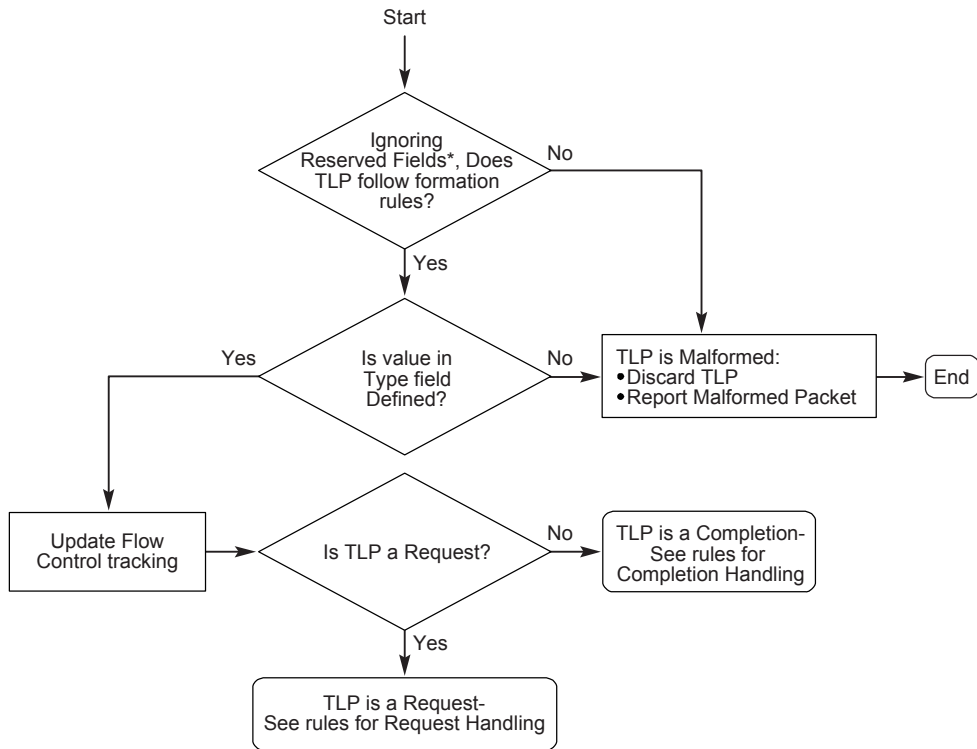 Start
Ignoring
Reserved Fields*, Does
TLP follow formation
rules?
No
Yes
Is value in
Type field
Defined?
Yes
No
TLP is Malformed:
•Discard TLP
•Report Malformed Packet
End
Update Flow
Control tracking
Is TLP a Request?
No
TLP is a Completion-
See rules for
Completion Handling
Yes
TLP is a Request-
See rules for Request Handling